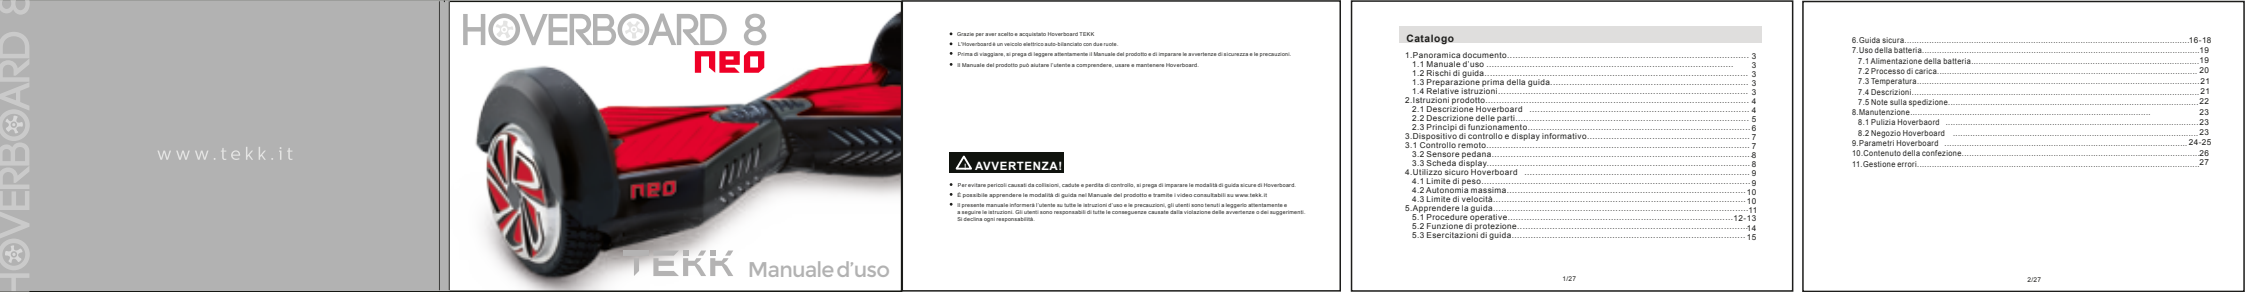 HOVERBOARD 8
www.tekk.it
HOVERBOARD 8
neo
neo
TEKK Manuale d'uso
• Grazie per aver scelto e acquistato Hoverboard TEKK
• L'Hoverboard è un veicolo elettrico auto-bilanciato con due ruote.
• Prima di viaggiare, si prega di leggere attentamente il Manuale del prodotto e di imparare le avvertenze di sicurezza e le precauzioni.
• Il Manuale del prodotto può aiutare l'utente a comprendere, usare e mantenere Hoverboard.
AVVERTENZA!
• Per evitare pericoli causati da collisioni, cadute e perdita di controllo, si prega di imparare le modalità di guida sicura di Hoverboard.
• È possibile apprendere le modalità di guida nel Manuale del prodotto e tramite i video consultabili su www.tekk.it
• Il presente manuale informerà l'utente su tutte le istruzioni d'uso e le precauzioni, gli utenti sono tenuti a leggerlo attentamente e
a seguire le istruzioni. Gli utenti sono responsabili di tutte le conseguenze causate dalla violazione delle avvertenze o dei suggerimenti.
Si declina ogni responsabilità.
Catalogo
1.Panoramica documento........ 3
1.1 Manuale d'uso ........ 3
1.2 Rischi di guida........ 3
1.3 Preparazione prima della guida........ 3
1.4 Relative istruzioni........ 3
2.Istruzioni prodotto........ 4
2.1 Descrizione Hoverboard ........ 4
2.2 Descrizione delle parti........ 5
2.3 Principi di funzionamento........ 6
3.Dispositivo di controllo e display informativo........ 7
3.1 Controllo remoto........ 7
3.2 Sensore pedana........ 8
3.3 Scheda display........ 8
4.Utilizzo sicuro Hoverboard ........ 9
4.1 Limite di peso........ 9
4.2 Autonomia massima........ 10
4.3 Limite di velocità........ 10
5.Apprendere la guida........ 11
5.1 Procedure operative........ 12-13
5.2 Funzione di protezione........ 14
5.3 Esercitazioni di guida........ 15
1/27
6.Guida sicura........ 16-18
7.Uso della batteria........ 19
7.1 Alimentazione della batteria........ 19
7.2 Processo di carica........ 20
7.3 Temperatura........ 21
7.4 Descrizioni........ 21
7.5 Note sulla spedizione........ 22
8.Manutenzione........ 23
8.1 Pulizia Hoverbaord ........ 23
8.2 Negozio Hoverboard ........ 23
9.Parametri Hoverboard ........ 24-25
10.Contenuto della confezione........ 26
11.Gestione errori........ 27
2/27